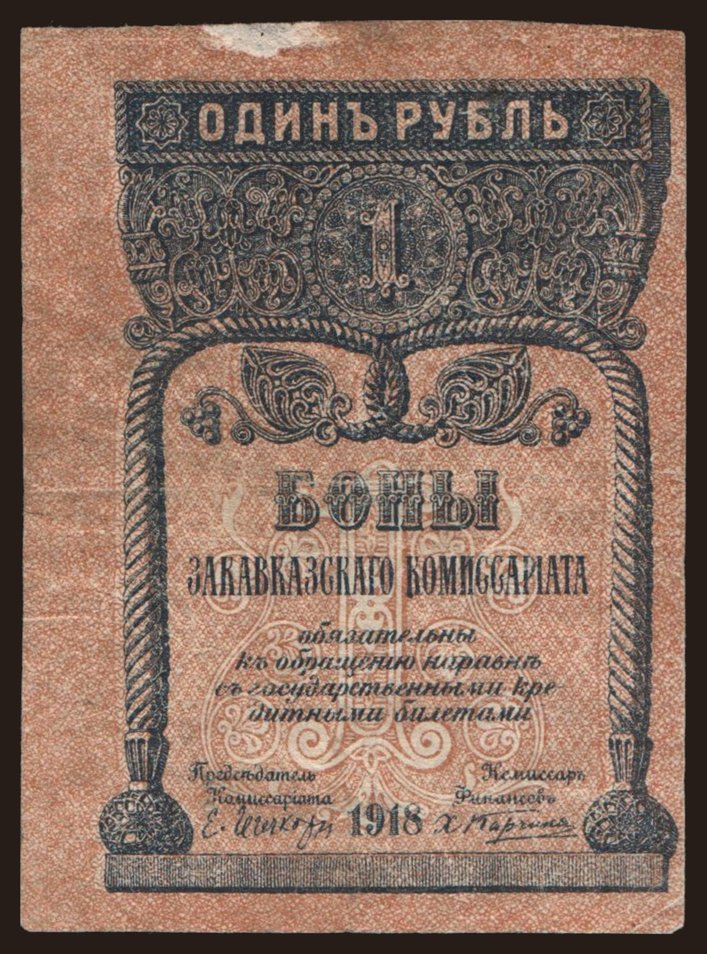 ОДИНЪ РУБЛЬ
1
БОНЫ
ЗАКАВКАЗСКАГО КОМИССАРІАТА
обязательны
къ обращенію наравнѣ
съ государственными кре-
дитными билетами
Предсѣдатель Комиссаръ
Комиссаріата Финансовъ
1918